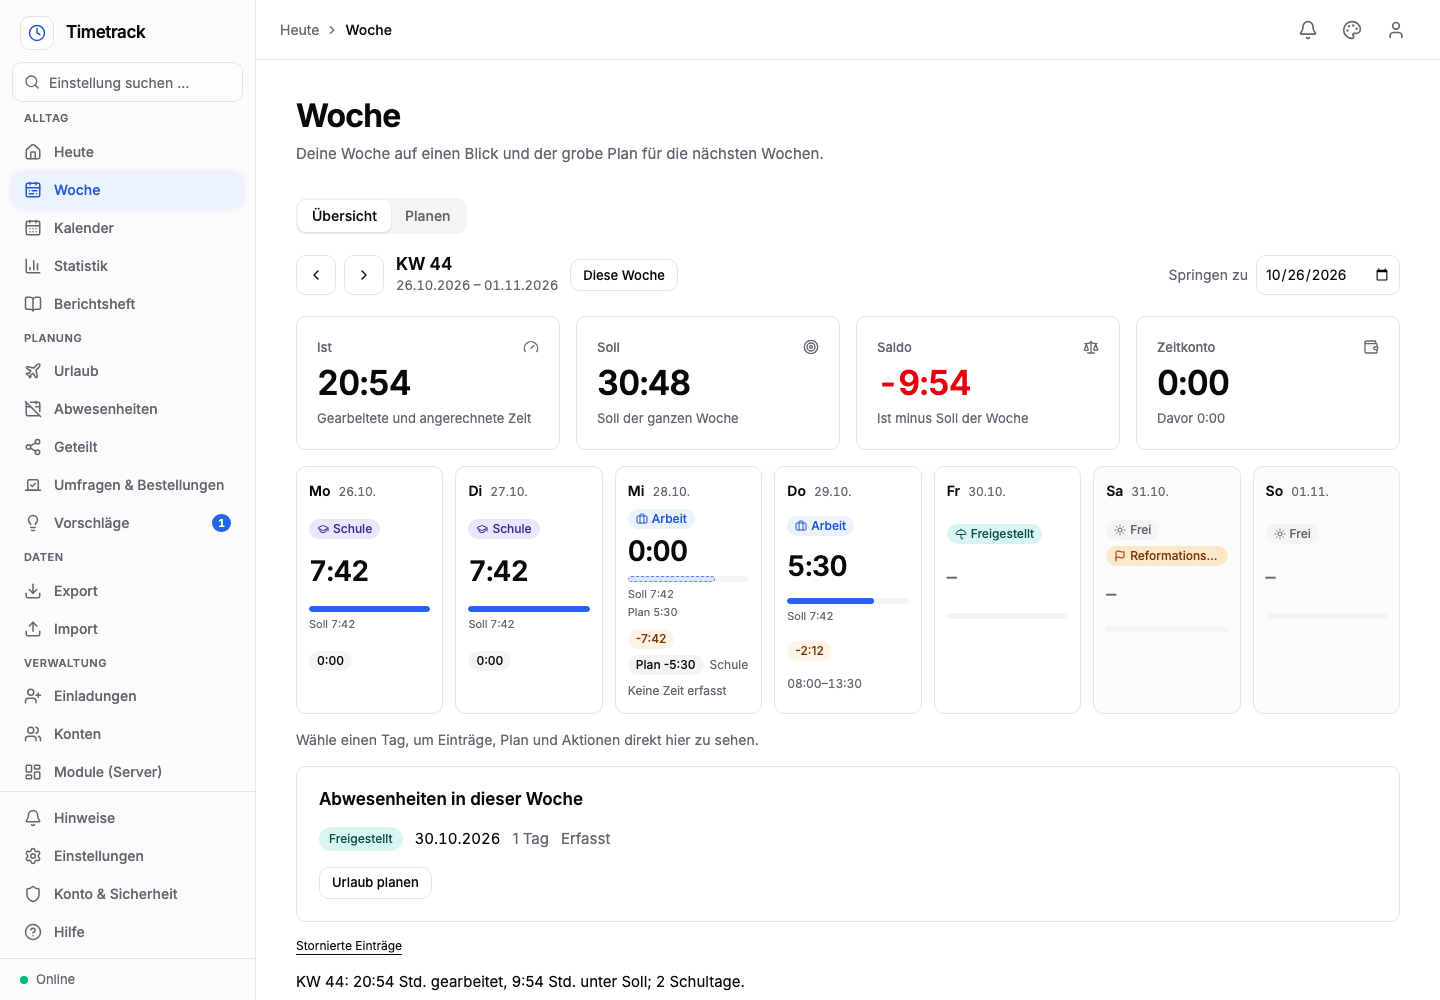 Timetrack
Einstellung suchen ...
ALLTAG
Heute
Woche
Kalender
Statistik
Berichtsheft
PLANUNG
Urlaub
Abwesenheiten
Geteilt
Umfragen & Bestellungen
Vorschläge 1
DATEN
Export
Import
VERWALTUNG
Einladungen
Konten
Module (Server)
Hinweise
Einstellungen
Konto & Sicherheit
Hilfe
Online
Heute > Woche
Woche
Deine Woche auf einen Blick und der grobe Plan für die nächsten Wochen.
Übersicht Planen
KW 44
26.10.2026 – 01.11.2026
Diese Woche
Springen zu 10/26/2026
Ist
20:54
Gearbeitete und angerechnete Zeit
Soll
30:48
Soll der ganzen Woche
Saldo
-9:54
Ist minus Soll der Woche
Zeitkonto
0:00
Davor 0:00
Mo 26.10.
Schule
7:42
Soll 7:42
0:00
Di 27.10.
Schule
7:42
Soll 7:42
0:00
Mi 28.10.
Arbeit
0:00
Soll 7:42
Plan 5:30
-7:42
Plan -5:30 Schule
Keine Zeit erfasst
Do 29.10.
Arbeit
5:30
Soll 7:42
-2:12
08:00–13:30
Fr 30.10.
Freigestellt
–
Sa 31.10.
Frei
Reformations...
–
So 01.11.
Frei
–
Wähle einen Tag, um Einträge, Plan und Aktionen direkt hier zu sehen.
Abwesenheiten in dieser Woche
Freigestellt 30.10.2026 1 Tag Erfasst
Urlaub planen
Stornierte Einträge
KW 44: 20:54 Std. gearbeitet, 9:54 Std. unter Soll; 2 Schultage.